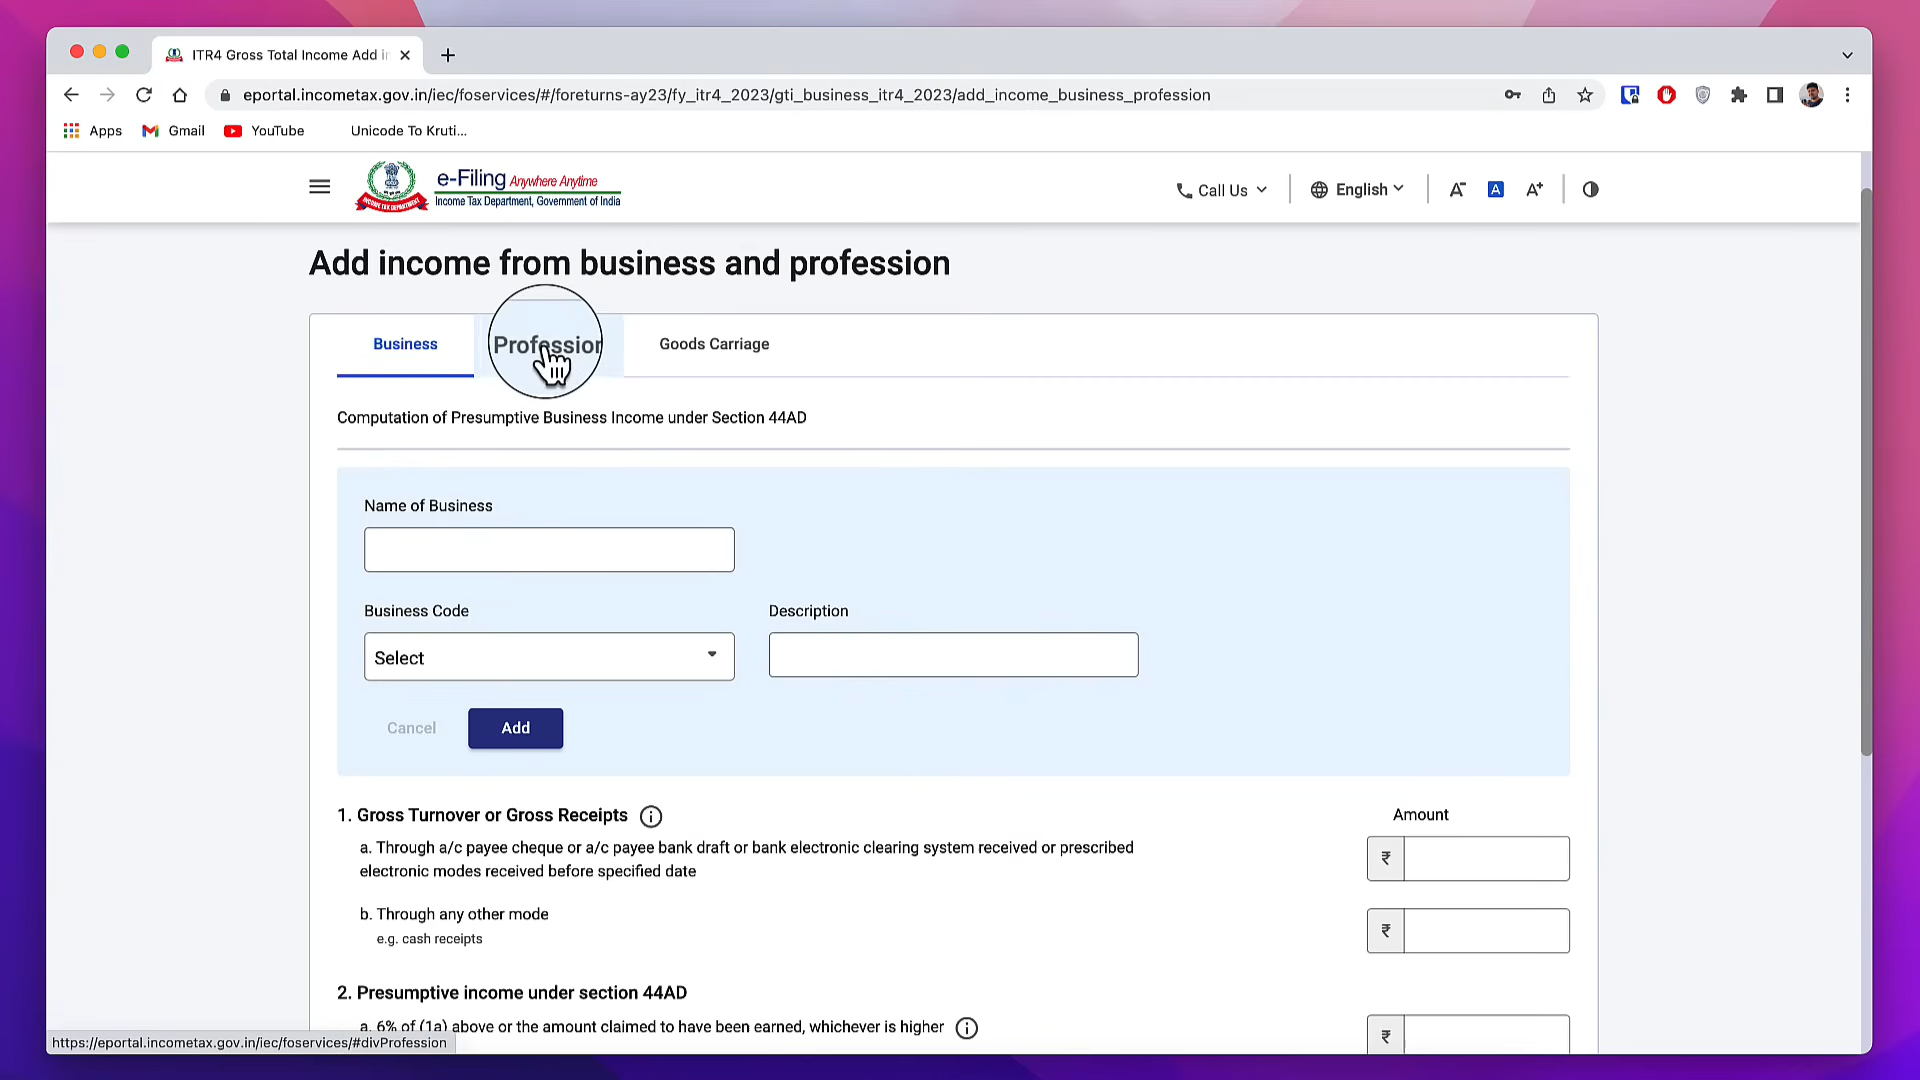 ITR4 Gross Total Income Add in
eportal.incometax.gov.in/iec/foservices/#/foreturns-ay23/fy_itr4_2023/gti_business_itr4_2023/add_income_business_profession
Apps Gmail YouTube Unicode To Kruti...
e-Filing Anywhere Anytime
Income Tax Department, Government of India
INCOME TAX DEPARTMENT
Call Us English A- A A+
Add income from business and profession
Business Profession Goods Carriage
Computation of Presumptive Business Income under Section 44AD
Name of Business
Business Code Description
Select
Cancel Add
1. Gross Turnover or Gross Receipts Amount
a. Through a/c payee cheque or a/c payee bank draft or bank electronic clearing system received or prescribed
electronic modes received before specified date
₹
b. Through any other mode
e.g. cash receipts
₹
2. Presumptive income under section 44AD
a. 6% of (1a) above or the amount claimed to have been earned, whichever is higher
₹
https://eportal.incometax.gov.in/iec/foservices/#divProfession